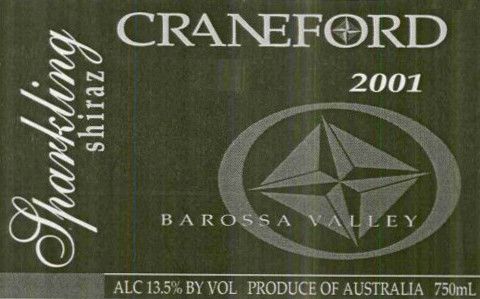 Sparkling
shiraz
CRANEFORD
2001
BAROSSA VALLEY
ALC 13.5% BY VOL PRODUCE OF AUSTRALIA 750mL